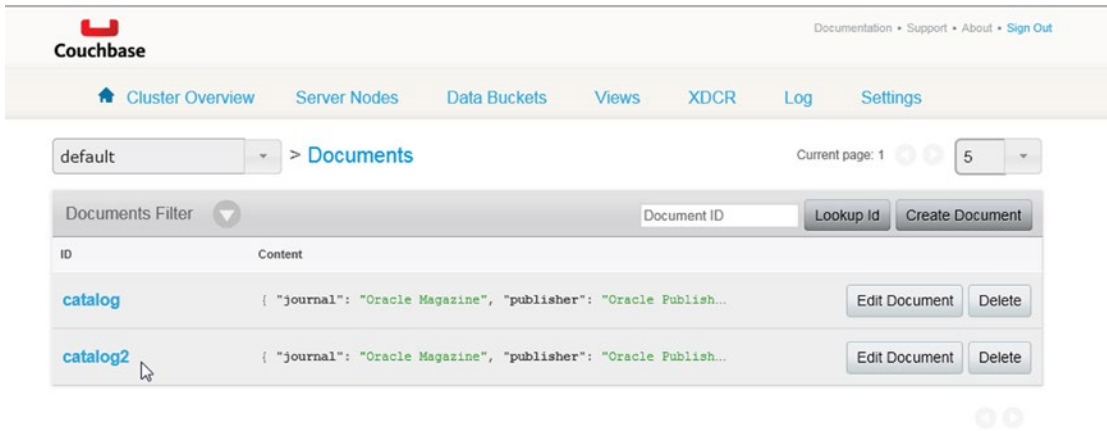 Documentation • Support • About • Sign Out
Couchbase
Cluster Overview Server Nodes Data Buckets Views XDCR Log Settings
default > Documents Current page: 1 5
Documents Filter Document ID Lookup Id Create Document
ID Content
catalog { "journal": "Oracle Magazine", "publisher": "Oracle Publish... Edit Document Delete
catalog2 { "journal": "Oracle Magazine", "publisher": "Oracle Publish... Edit Document Delete